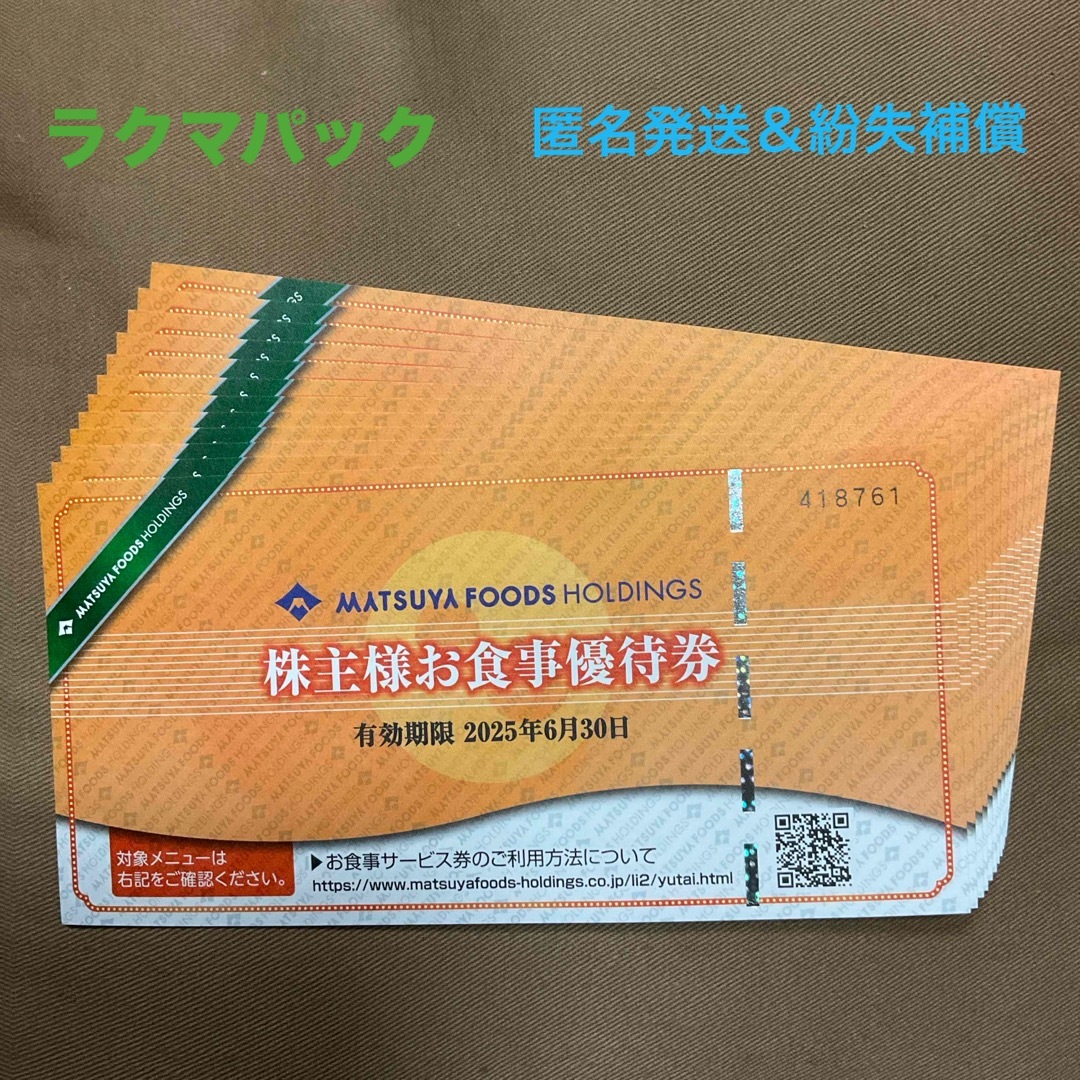 ラクマパック 匿名発送&紛失補償
GS
MATSUYA FOODS HOLDINGS
418761
MATSUYA FOODS HOLDINGS
株主様お食事優待券
有効期限 2025年6月30日
対象メニューは
右記をご確認ください。
▶お食事サービス券のご利用方法について
https://www.matsuyafoods-holdings.co.jp/li2/yutai.html